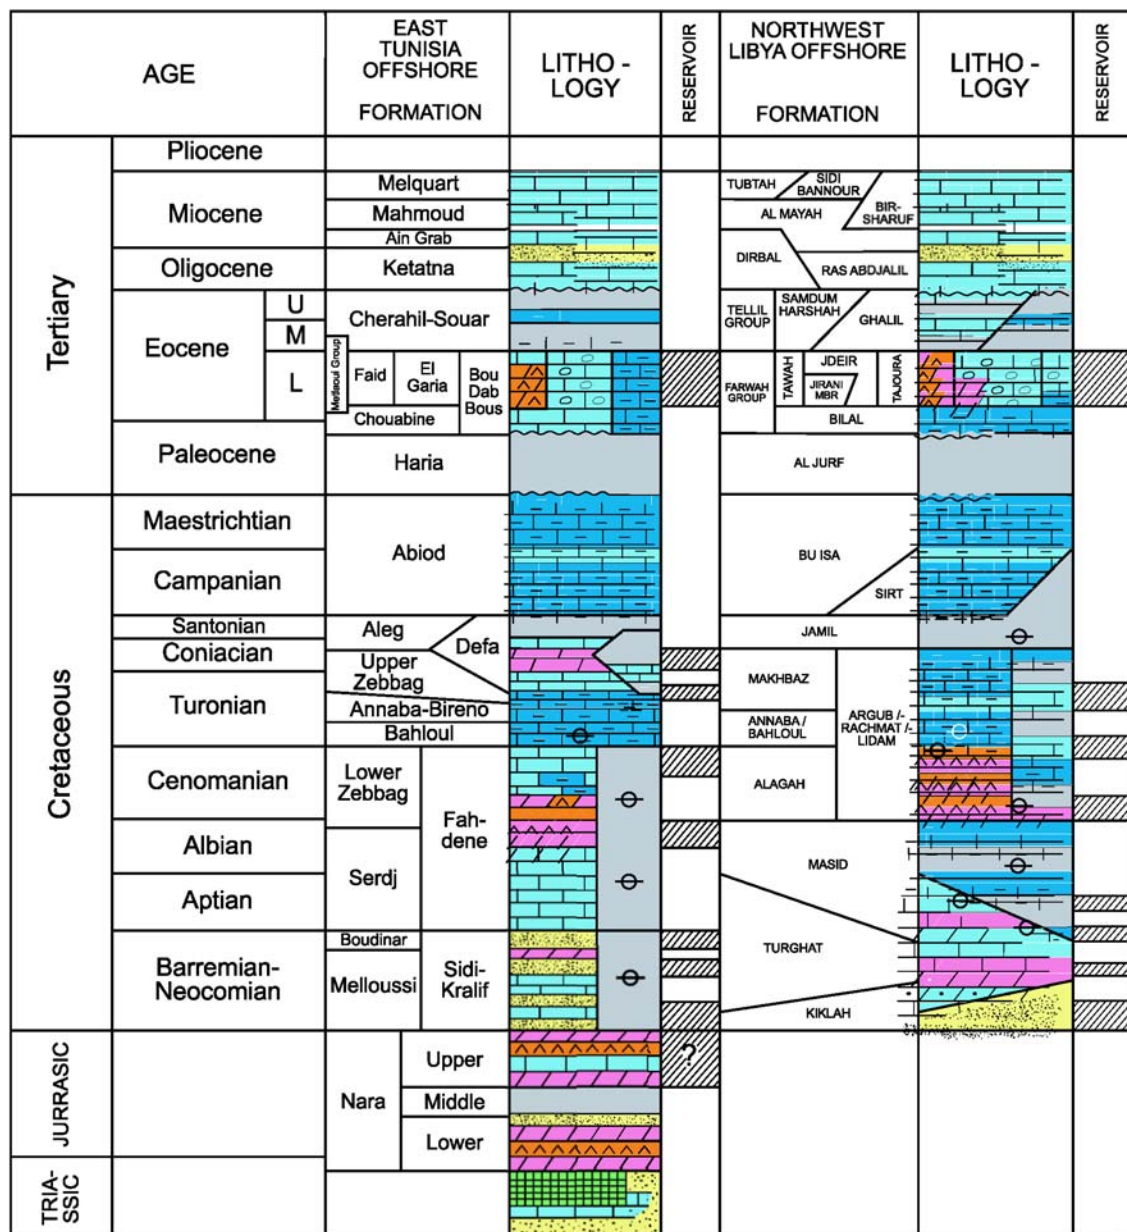 AGE
EAST
TUNISIA
OFFSHORE
FORMATION
LITHO -
LOGY
RESERVOIR
NORTHWEST
LIBYA OFFSHORE
FORMATION
LITHO -
LOGY
RESERVOIR
Tertiary
Pliocene
Miocene
Melquart
Mahmoud
Ain Grab
TUBTAH
SIDI
BANNOUR
AL MAYAH
BIR-
SHARUF
Oligocene
Ketatna
DIRBAL
RAS ABDJALIL
Eocene
U
M
L
Cherahil-Souar
TELLIL
GROUP
SAMDUM
HARSHAH
GHALIL
Metlaoui Group
Faid
El
Garia
Bou
Dab
Bous
Chouabine
FARWAH
GROUP
TAWAH
JDEIR
JIRANI
MBR
TAJOURA
BILAL
Paleocene
Haria
AL JURF
Cretaceous
Maestrichtian
Campanian
Abiod
BU ISA
SIRT
Santonian
Coniacian
Turonian
Aleg
Defa
Upper
Zebbag
Annaba-Bireno
Bahloul
JAMIL
MAKHBAZ
ANNABA /
BAHLOUL
ARGUB /-
RACHMAT /-
LIDAM
Cenomanian
Lower
Zebbag
Fah-
dene
ALAGAH
Albian
Aptian
Serdj
MASID
Barremian-
Neocomian
Boudinar
Melloussi
Sidi-
Kralif
TURGHAT
KIKLAH
JURRASIC
Nara
Upper
Middle
Lower
?
TRIA-
SSIC